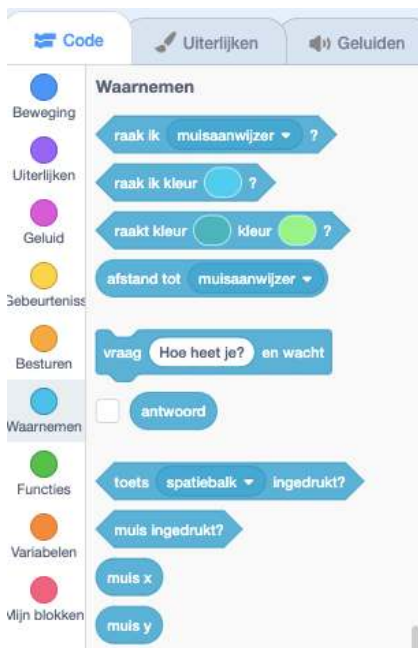 Code
Uiterlijken
Geluiden
Beweging
Uiterlijken
Geluid
Gebeurteniss
Besturen
Waarnemen
Functies
Variabelen
Mijn blokken
Waarnemen
raak ik muisaanwijzer ?
raak ik kleur ?
raakt kleur kleur ?
afstand tot muisaanwijzer
vraag Hoe heet je? en wacht
antwoord
toets spatiebalk ingedrukt?
muis ingedrukt?
muis x
muis y